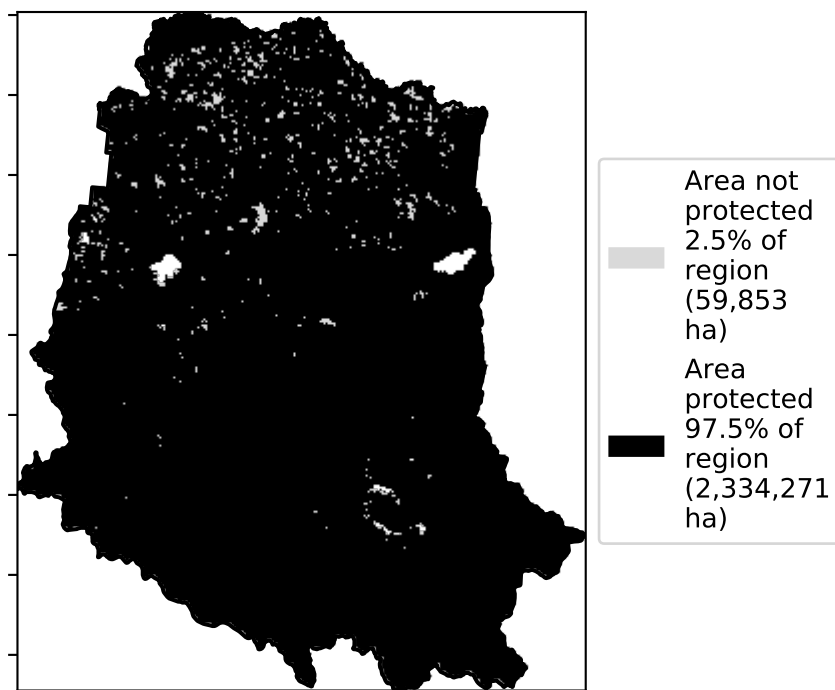 Area not
protected
2.5% of
region
(59,853
ha)
Area
protected
97.5% of
region
(2,334,271
ha)